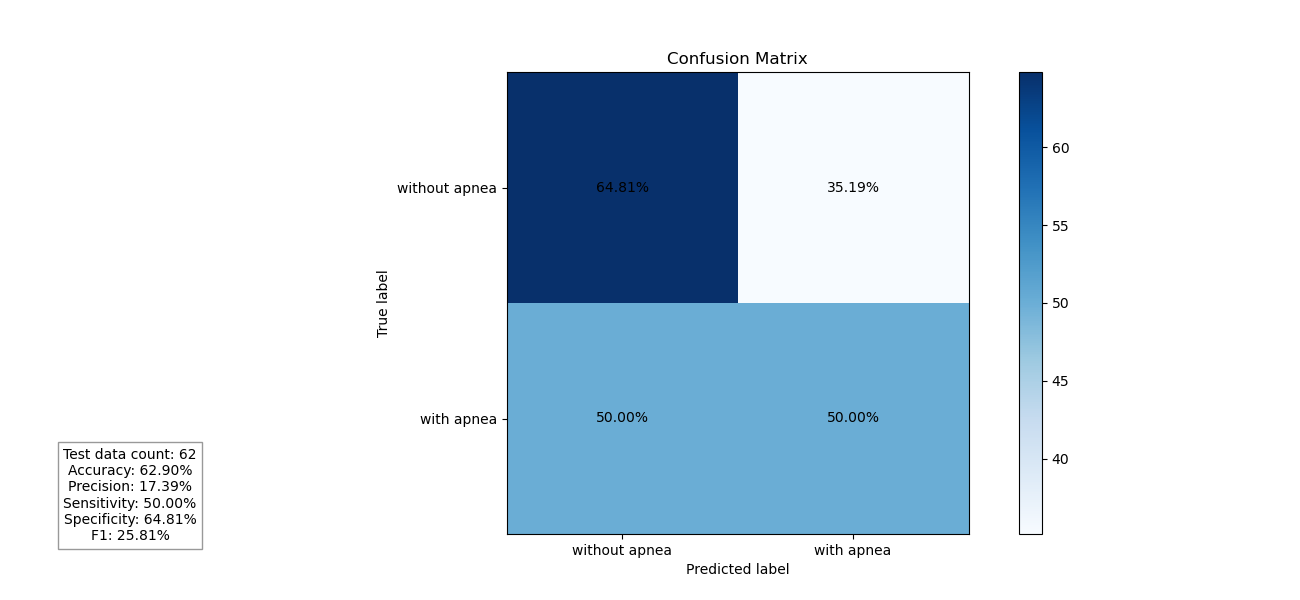 Confusion Matrix
without apnea
64.81%
35.19%
with apnea
50.00%
50.00%
True label
without apnea
with apnea
Predicted label
60
55
50
45
40
Test data count: 62
Accuracy: 62.90%
Precision: 17.39%
Sensitivity: 50.00%
Specificity: 64.81%
F1: 25.81%